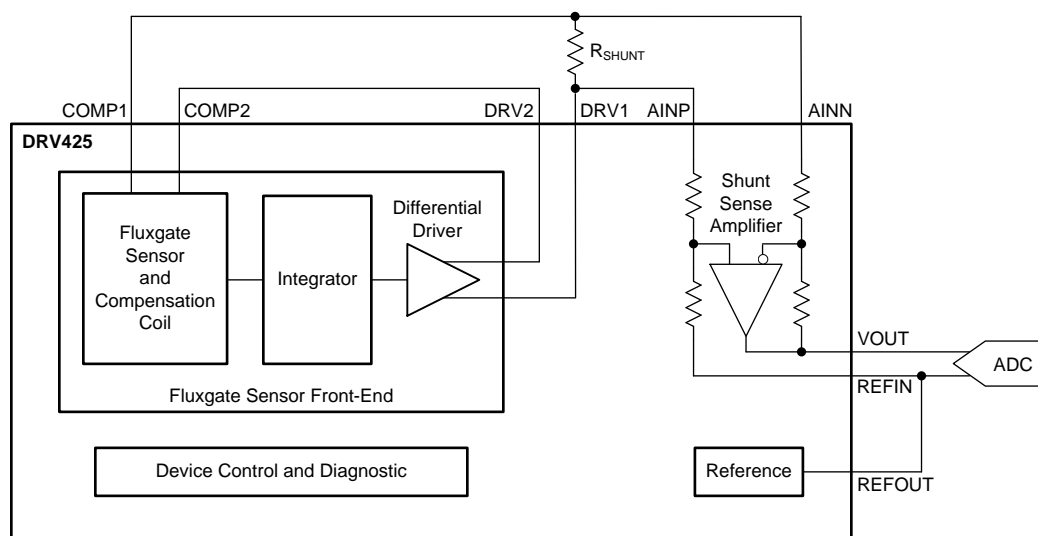 R_SHUNT
COMP1
COMP2
DRV2
DRV1
AINP
AINN
DRV425
Fluxgate
Sensor
and
Compensation
Coil
Integrator
Differential
Driver
Fluxgate Sensor Front-End
Shunt
Sense
Amplifier
VOUT
ADC
REFIN
Device Control and Diagnostic
Reference
REFOUT